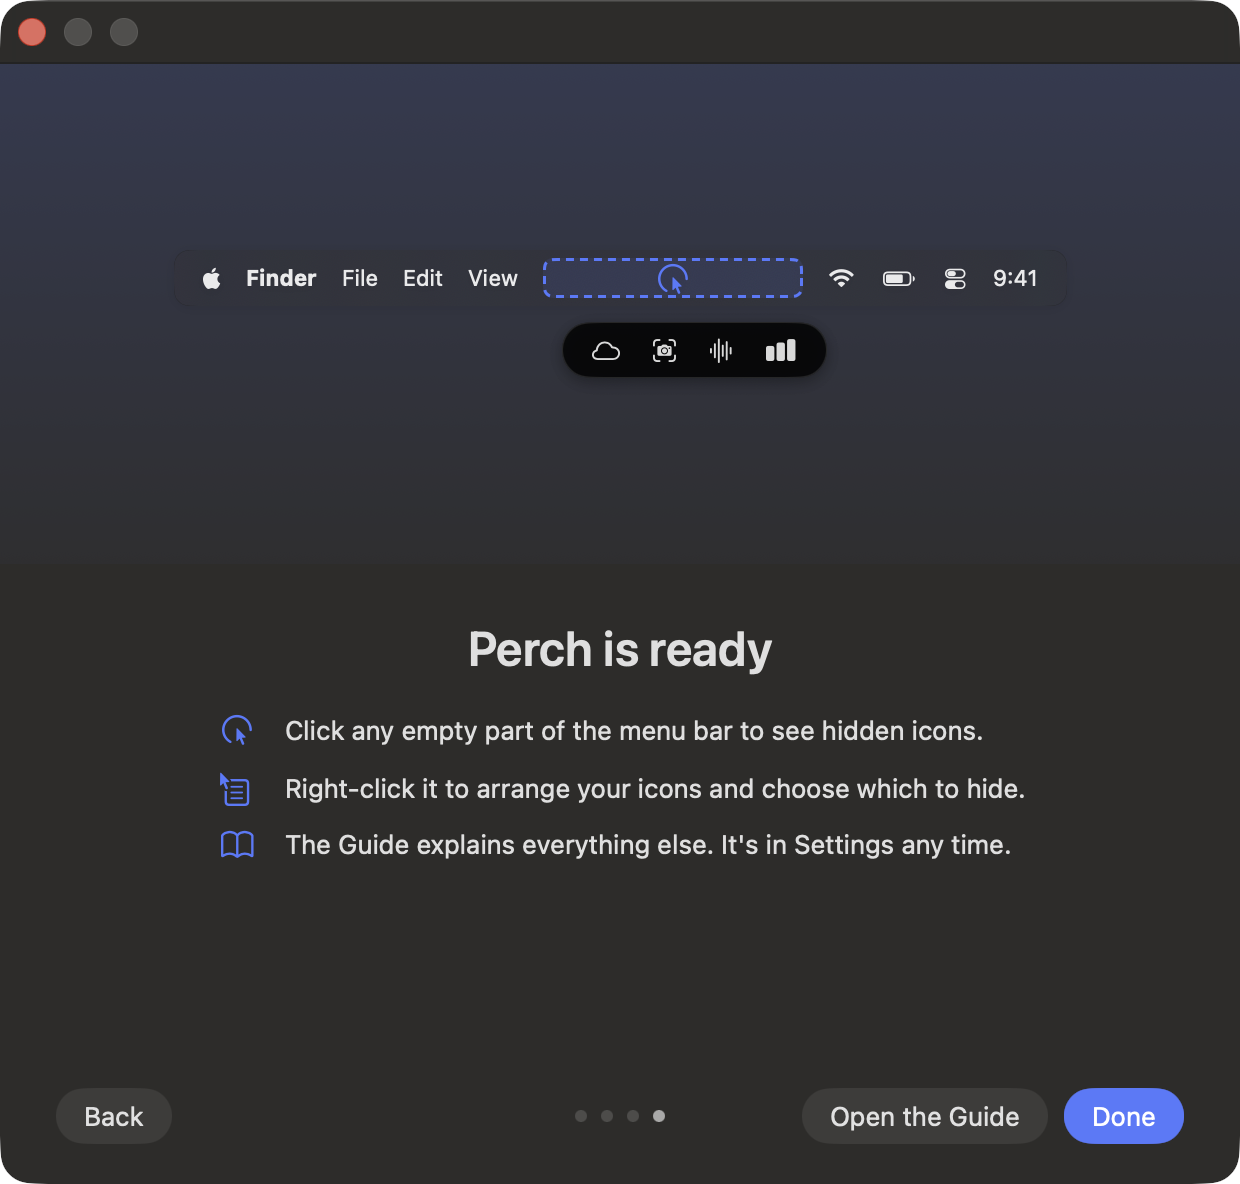 Finder File Edit View 9:41
Perch is ready
Click any empty part of the menu bar to see hidden icons.
Right-click it to arrange your icons and choose which to hide.
The Guide explains everything else. It's in Settings any time.
Back Open the Guide Done